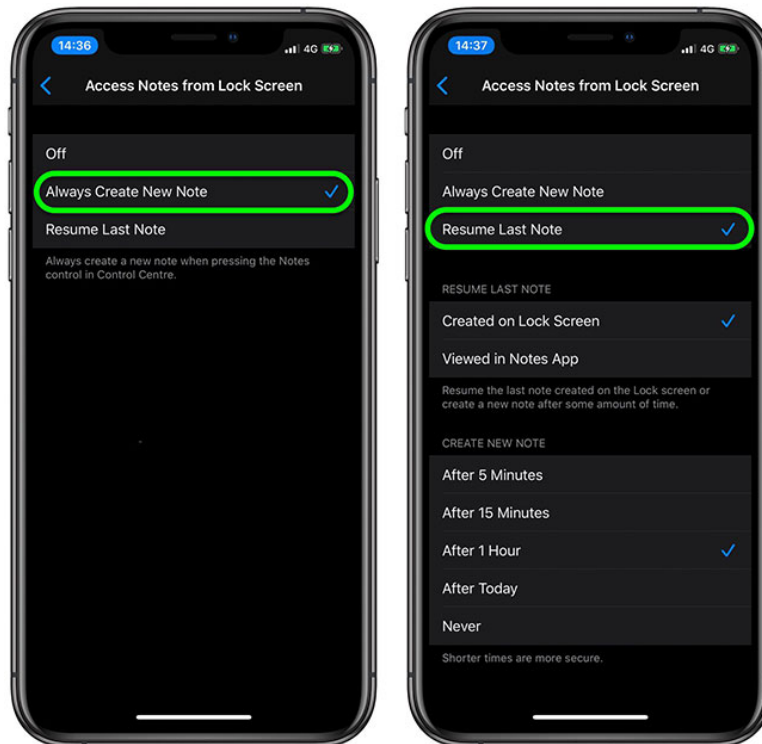 14:36
4G
Access Notes from Lock Screen
Off
Always Create New Note
Resume Last Note
Always create a new note when pressing the Notes
control in Control Centre.
14:37
4G
Access Notes from Lock Screen
Off
Always Create New Note
Resume Last Note
RESUME LAST NOTE
Created on Lock Screen
Viewed in Notes App
Resume the last note created on the Lock screen or
create a new note after some amount of time.
CREATE NEW NOTE
After 5 Minutes
After 15 Minutes
After 1 Hour
After Today
Never
Shorter times are more secure.